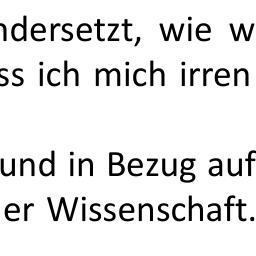 ndersetzt, wie w
ss ich mich irren
und in Bezug auf
er Wissenschaft.